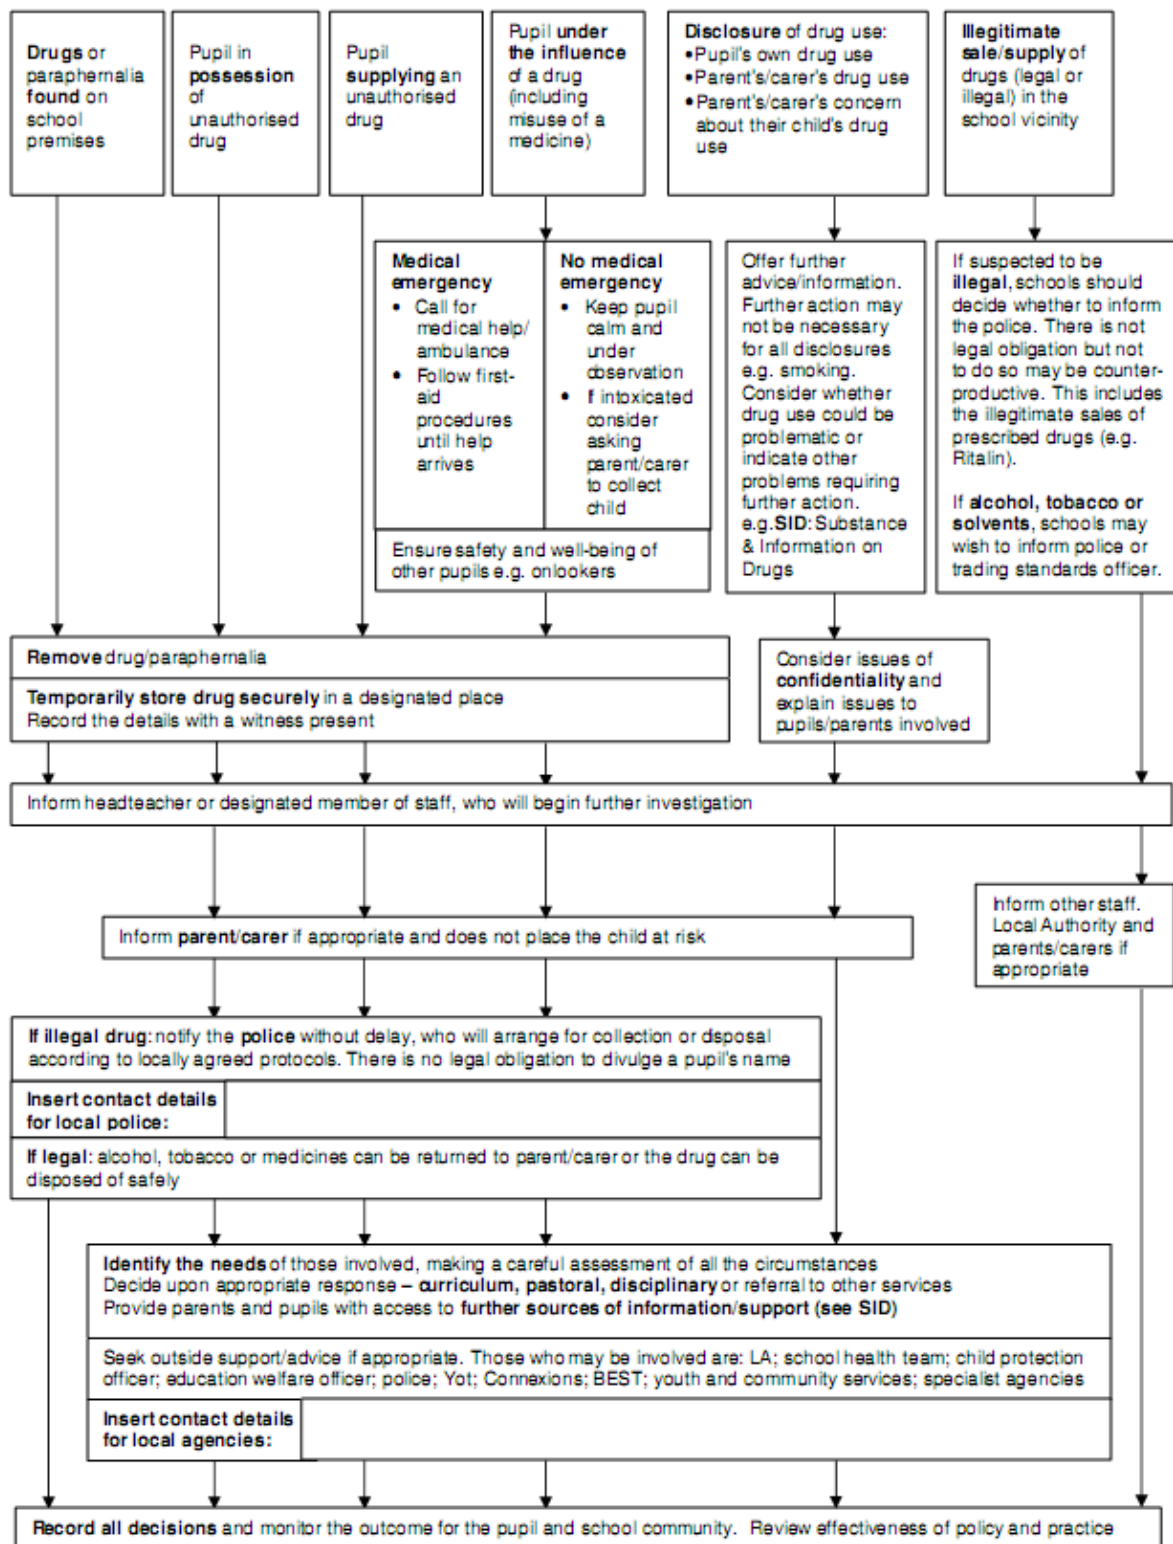 Drugs or
paraphernalia
found on
school
premises
Pupil in
possession
of
unauthorised
drug
Pupil
supplying an
unauthorised
drug
Pupil under
the influence
of a drug
(including
misuse of a
medicine)
Disclosure of drug use:
•Pupil's own drug use
•Parent's/carer's drug use
•Parent's/carer's concern
about their child's drug
use
Illegitimate
sale/supply of
drugs (legal or
illegal) in the
school vicinity
Medical
emergency
• Call for
medical help/
ambulance
• Follow first-
aid
procedures
until help
arrives
No medical
emergency
• Keep pupil
calm and
under
observation
• If intoxicated
consider
asking
parent/carer
to collect
child
Ensure safety and well-being of
other pupils e.g. onlookers
Offer further
advice/information.
Further action may
not be necessary
for all disclosures
e.g. smoking.
Consider whether
drug use could be
problematic or
indicate other
problems requiring
further action.
e.g.SID: Substance
& Information on
Drugs
If suspected to be
illegal, schools should
decide whether to inform
the police. There is not
legal obligation but not
to do so may be counter-
productive. This includes
the illegitimate sales of
prescribed drugs (e.g.
Ritalin).
If alcohol, tobacco or
solvents, schools may
wish to inform police or
trading standards officer.
Remove drug/paraphernalia
Temporarily store drug securely in a designated place
Record the details with a witness present
Consider issues of
confidentiality and
explain issues to
pupils/parents involved
Inform headteacher or designated member of staff, who will begin further investigation
Inform other staff.
Local Authority and
parents/carers if
appropriate
Inform parent/carer if appropriate and does not place the child at risk
If illegal drug: notify the police without delay, who will arrange for collection or disposal
according to locally agreed protocols. There is no legal obligation to divulge a pupil's name
Insert contact details
for local police:
If legal: alcohol, tobacco or medicines can be returned to parent/carer or the drug can be
disposed of safely
Identify the needs of those involved, making a careful assessment of all the circumstances
Decide upon appropriate response – curriculum, pastoral, disciplinary or referral to other services
Provide parents and pupils with access to further sources of information/support (see SID)
Seek outside support/advice if appropriate. Those who may be involved are: LA; school health team; child protection
officer; education welfare officer; police; Yot; Connexions; BEST; youth and community services; specialist agencies
Insert contact details
for local agencies:
Record all decisions and monitor the outcome for the pupil and school community. Review effectiveness of policy and practice